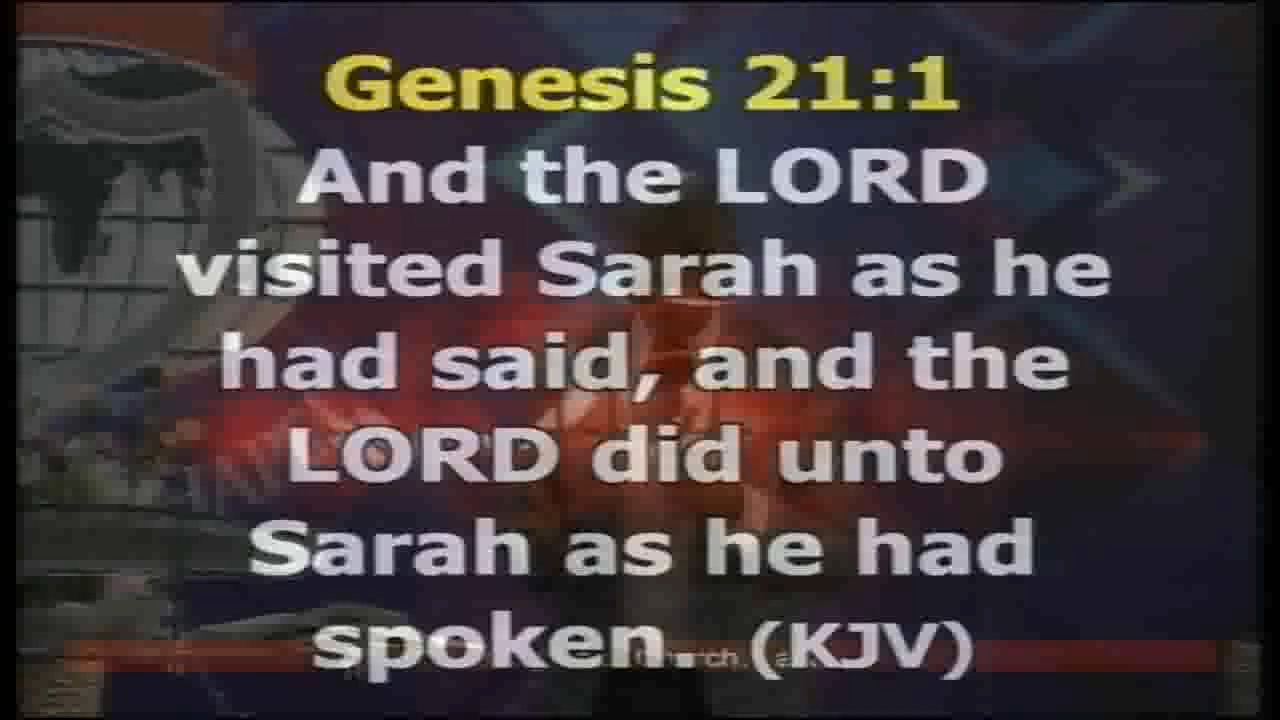 Genesis 21:1
And the LORD
visited Sarah as he
had said, and the
LORD did unto
Sarah as he had
spoken. (KJV)